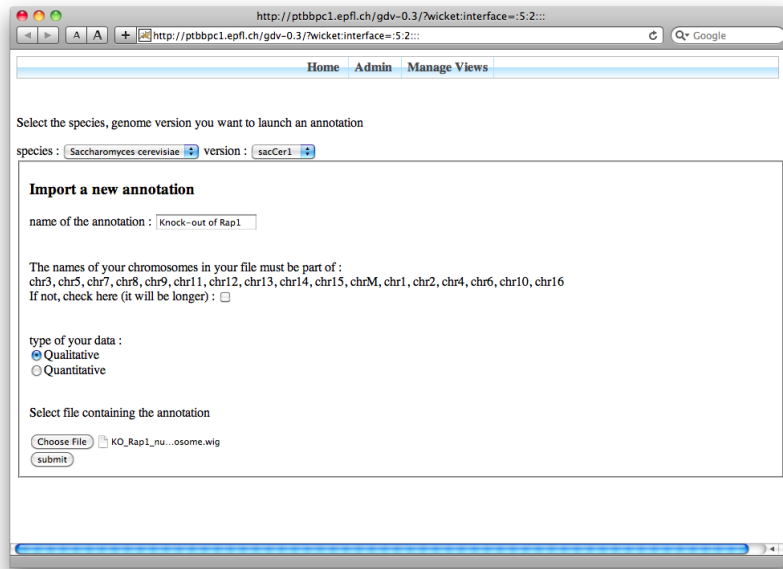 http://ptbbpc1.epfl.ch/gdv-0.3/?wicket:interface=:5:2:::
A A + http://ptbbpc1.epfl.ch/gdv-0.3/?wicket:interface=:5:2::: Google
Home Admin Manage Views
Select the species, genome version you want to launch an annotation
species : Saccharomyces cerevisiae version : sacCer1
Import a new annotation
name of the annotation : Knock-out of Rap1
The names of your chromosomes in your file must be part of :
chr3, chr5, chr7, chr8, chr9, chr11, chr12, chr13, chr14, chr15, chrM, chr1, chr2, chr4, chr6, chr10, chr16
If not, check here (it will be longer) :
type of your data :
Qualitative
Quantitative
Select file containing the annotation
Choose File KO_Rap1_nu...osome.wig
submit